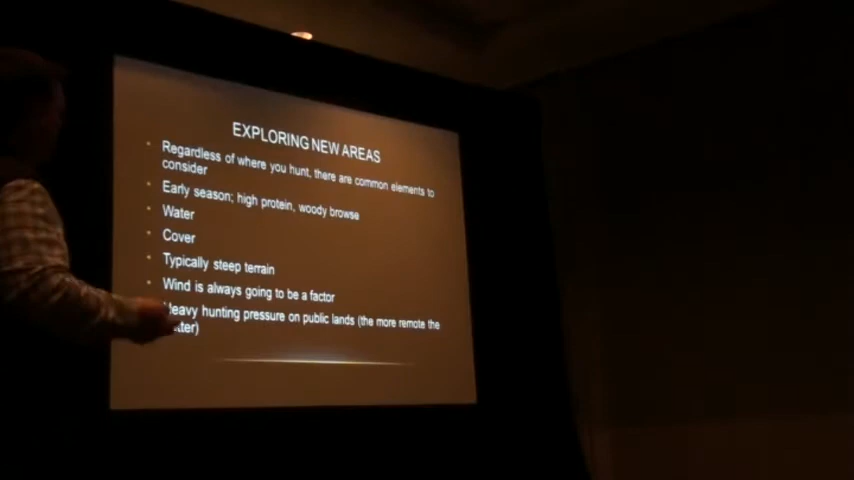 EXPLORING NEW AREAS
• Regardless of where you hunt, there are common elements to
consider
• Early season; high protein, woody browse
• Water
• Cover
• Typically steep terrain
• Wind is always going to be a factor
• Heavy hunting pressure on public lands (the more remote the